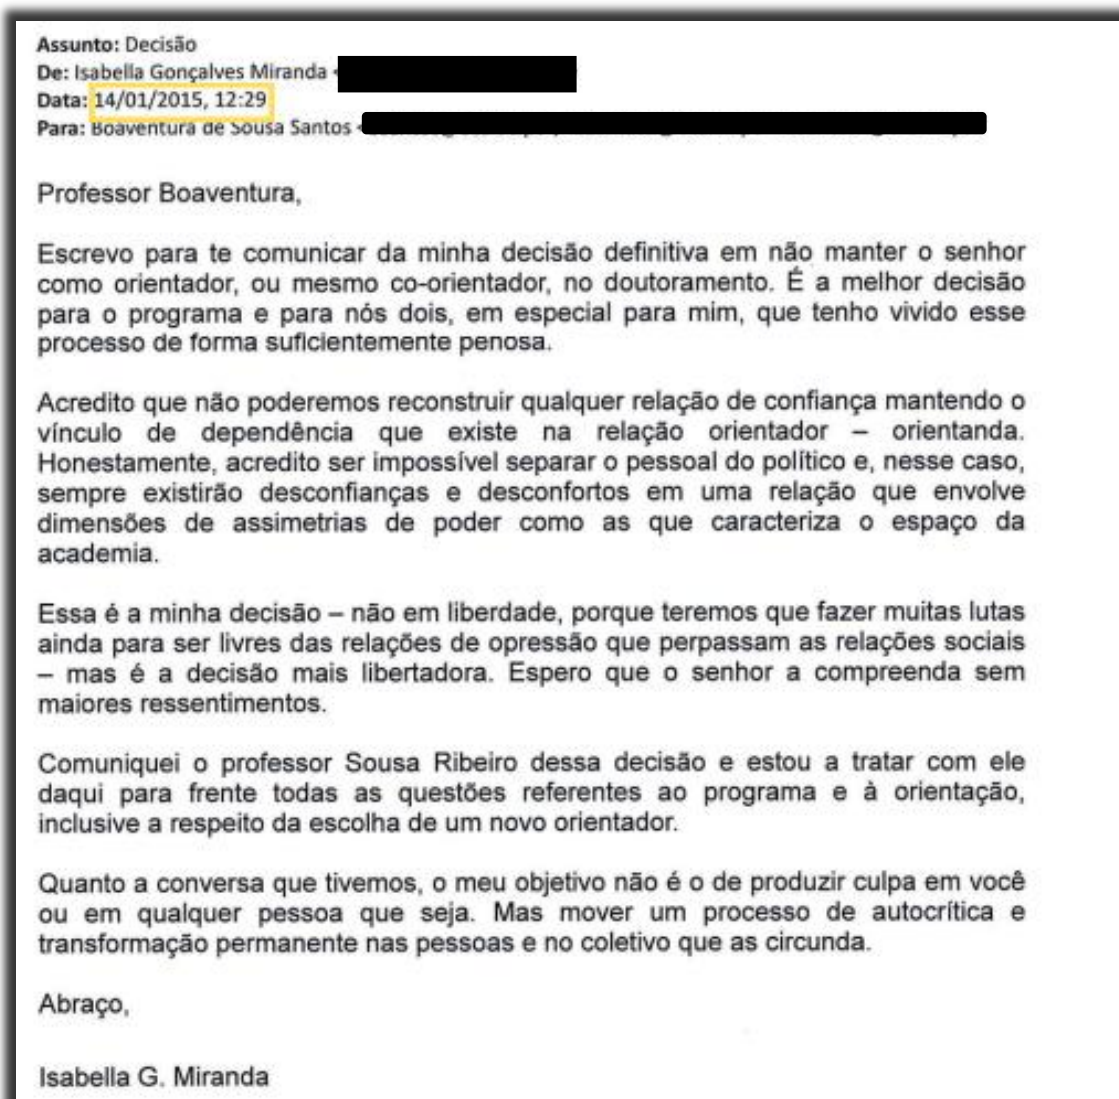 Assunto: Decisão
De: Isabella Gonçalves Miranda
Data: 14/01/2015, 12:29
Para: Boaventura de Sousa Santos
Professor Boaventura,
Escrevo para te comunicar da minha decisão definitiva em não manter o senhor
como orientador, ou mesmo co-orientador, no doutoramento. É a melhor decisão
para o programa e para nós dois, em especial para mim, que tenho vivido esse
processo de forma suficientemente penosa.
Acredito que não poderemos reconstruir qualquer relação de confiança mantendo o
vínculo de dependência que existe na relação orientador – orientanda.
Honestamente, acredito ser impossível separar o pessoal do político e, nesse caso,
sempre existirão desconfianças e desconfortos em uma relação que envolve
dimensões de assimetrias de poder como as que caracteriza o espaço da
academia.
Essa é a minha decisão – não em liberdade, porque teremos que fazer muitas lutas
ainda para ser livres das relações de opressão que perpassam as relações sociais
– mas é a decisão mais libertadora. Espero que o senhor a compreenda sem
maiores ressentimentos.
Comuniquei o professor Sousa Ribeiro dessa decisão e estou a tratar com ele
daqui para frente todas as questões referentes ao programa e à orientação,
inclusive a respeito da escolha de um novo orientador.
Quanto a conversa que tivemos, o meu objetivo não é o de produzir culpa em você
ou em qualquer pessoa que seja. Mas mover um processo de autocrítica e
transformação permanente nas pessoas e no coletivo que as circunda.
Abraço,
Isabella G. Miranda